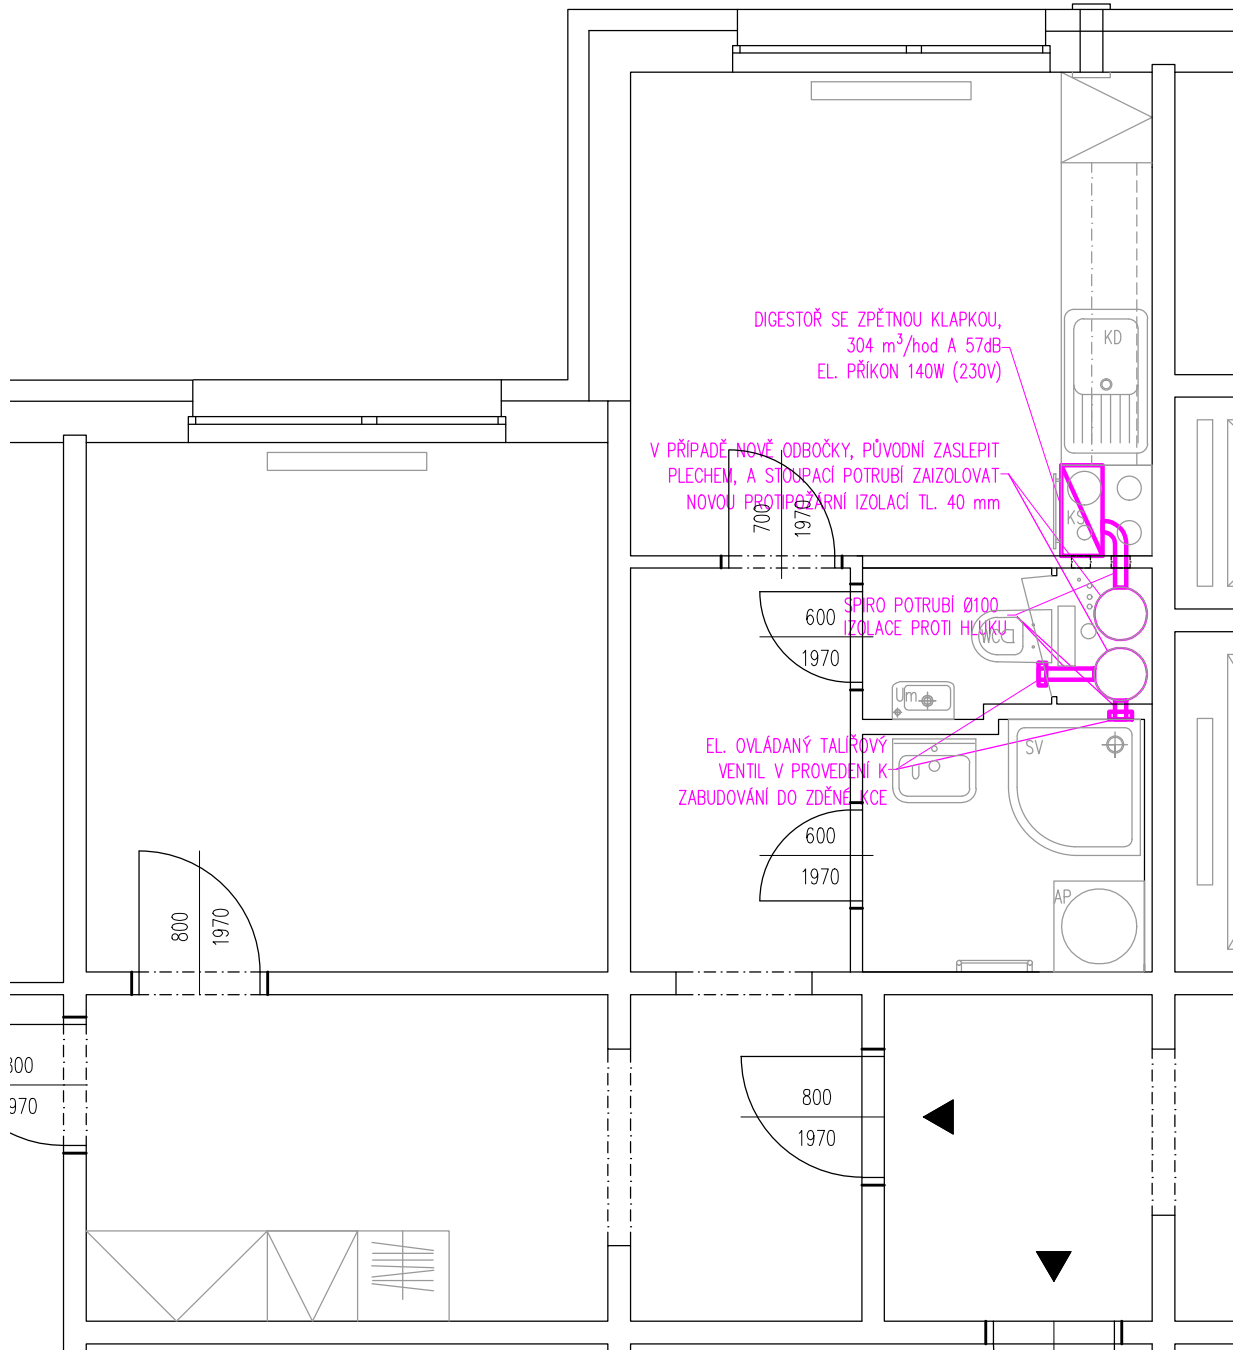 DIGESTOŘ SE ZPĚTNOU KLAPKOU,
304 m³/hod A 57dB
EL. PŘÍKON 140W (230V)
KD
V PŘÍPADĚ NOVÉ ODBOČKY, PŮVODNÍ ZASLEPIT
PLECHEM, A STOUPACÍ POTRUBÍ ZAIZOLOVAT
NOVOU PROTIPOŽÁRNÍ IZOLACÍ TL. 40 mm
KS
700
1970
SPIRO POTRUBÍ Ø100
IZOLACE PROTI HLUKU
WC
600
1970
Um
EL. OVLÁDANÝ TALÍŘOVÝ
VENTIL V PROVEDENÍ K
ZABUDOVÁNÍ DO ZDĚNÉ KCE
U
SV
600
1970
AP
800
1970
800
1970
800
1970